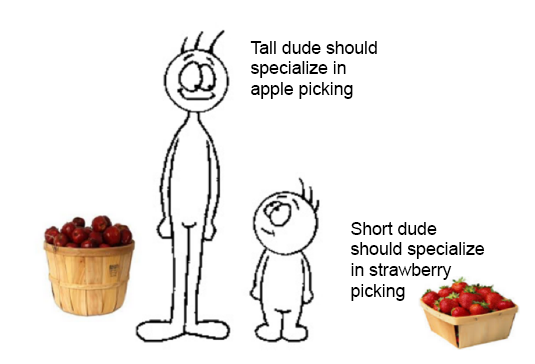 Tall dude should
specialize in
apple picking
Short dude
should specialize
in strawberry
picking